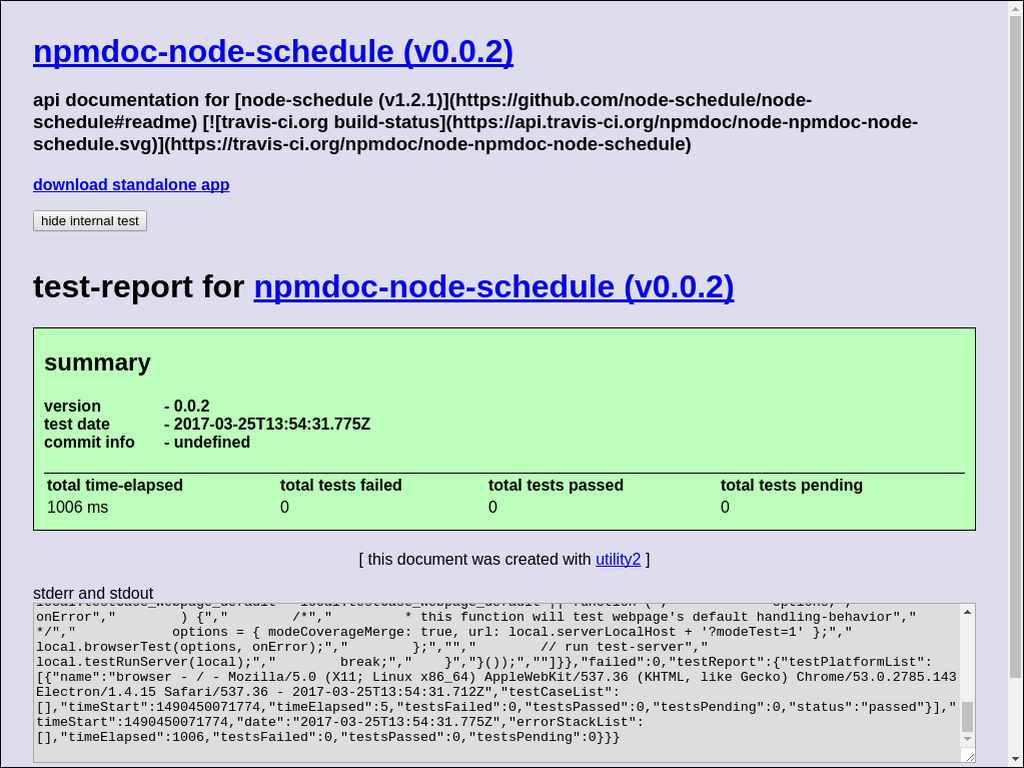 npmdoc-node-schedule (v0.0.2)
api documentation for [node-schedule (v1.2.1)](https://github.com/node-schedule/node-
schedule#readme) [![travis-ci.org build-status](https://api.travis-ci.org/npmdoc/node-npmdoc-node-
schedule.svg)](https://travis-ci.org/npmdoc/node-npmdoc-node-schedule)
download standalone app
hide internal test
test-report for npmdoc-node-schedule (v0.0.2)
summary
version - 0.0.2
test date - 2017-03-25T13:54:31.775Z
commit info - undefined
total time-elapsed total tests failed total tests passed total tests pending
1006 ms 0 0 0
[ this document was created with utility2 ]
stderr and stdout
onError","        ) {","        /*","         * this function will test webpage's default handling-behavior","
*/","            options = { modeCoverageMerge: true, url: local.serverLocalHost + '?modeTest=1' };","
local.browserTest(options, onError);","        };","","        // run test-server","
local.testRunServer(local);","        break;","    }","}());",""]}},"failed":0,"testReport":{"testPlatformList":
[{"name":"browser - / - Mozilla/5.0 (X11; Linux x86_64) AppleWebKit/537.36 (KHTML, like Gecko) Chrome/53.0.2785.143
Electron/1.4.15 Safari/537.36 - 2017-03-25T13:54:31.712Z","testCaseList":
[],"timeStart":1490450071774,"timeElapsed":5,"testsFailed":0,"testsPassed":0,"testsPending":0,"status":"passed"}],"
timeStart":1490450071774,"date":"2017-03-25T13:54:31.775Z","errorStackList":
[],"timeElapsed":1006,"testsFailed":0,"testsPassed":0,"testsPending":0}}}